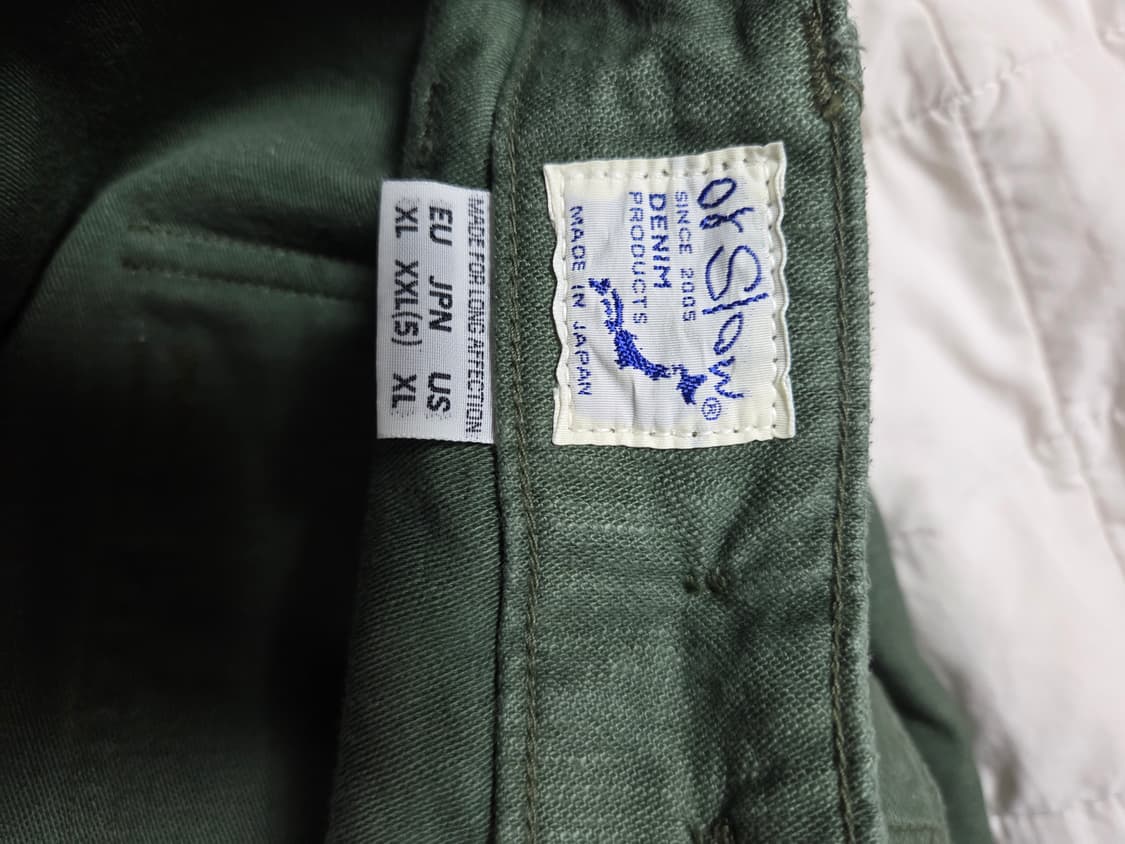 or Slow®
SINCE 2005
DENIM
PRODUCTS
MADE IN JAPAN
MADE FOR LONG AFFECTION
EU JPN US
XL XXL(5) XL